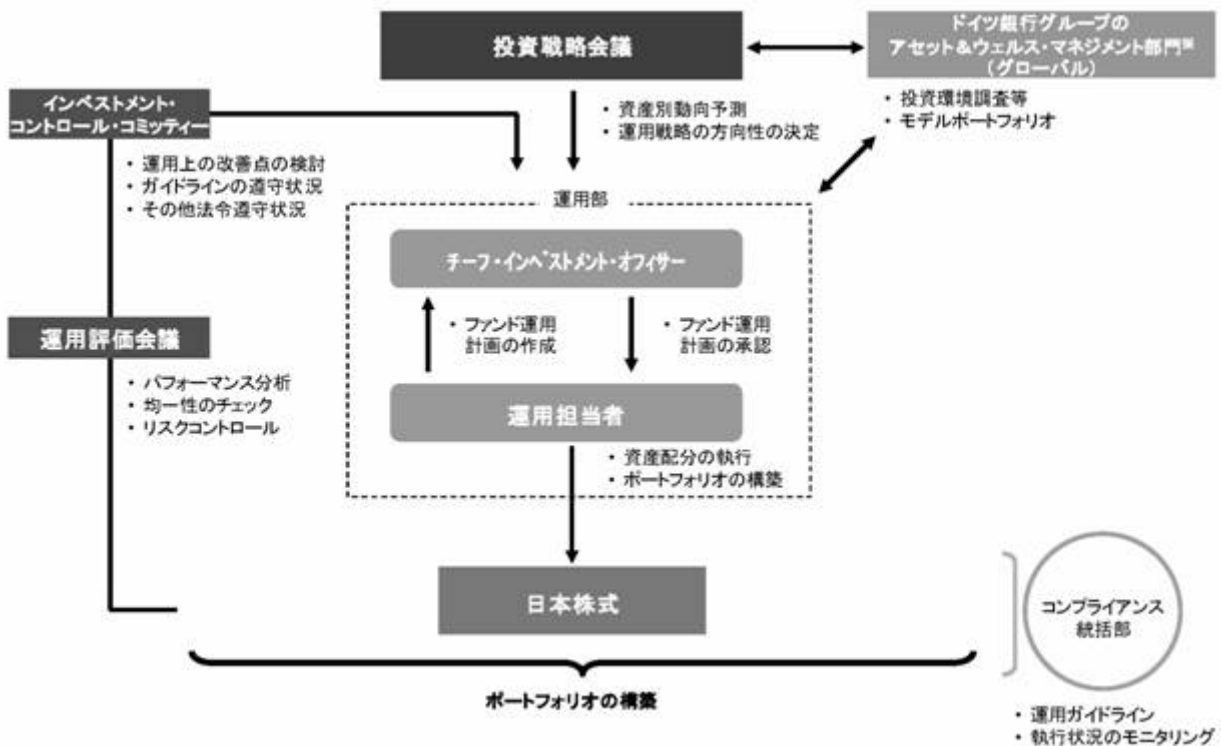 投資戦略会議
ドイツ銀行グループの
アセット&ウェルス・マネジメント部門※
(グローバル)
・投資環境調査等
・モデルポートフォリオ
・資産別動向予測
・運用戦略の方向性の決定
インベストメント・
コントロール・コミッティー
・運用上の改善点の検討
・ガイドラインの遵守状況
・その他法令遵守状況
運用部
チーフ・インベストメント・オフィサー
・ファンド運用
計画の作成
・ファンド運用
計画の承認
運用評価会議
・パフォーマンス分析
・均一性のチェック
・リスクコントロール
運用担当者
・資産配分の執行
・ポートフォリオの構築
日本株式
コンプライアンス
統括部
ポートフォリオの構築
・運用ガイドライン
・執行状況のモニタリング